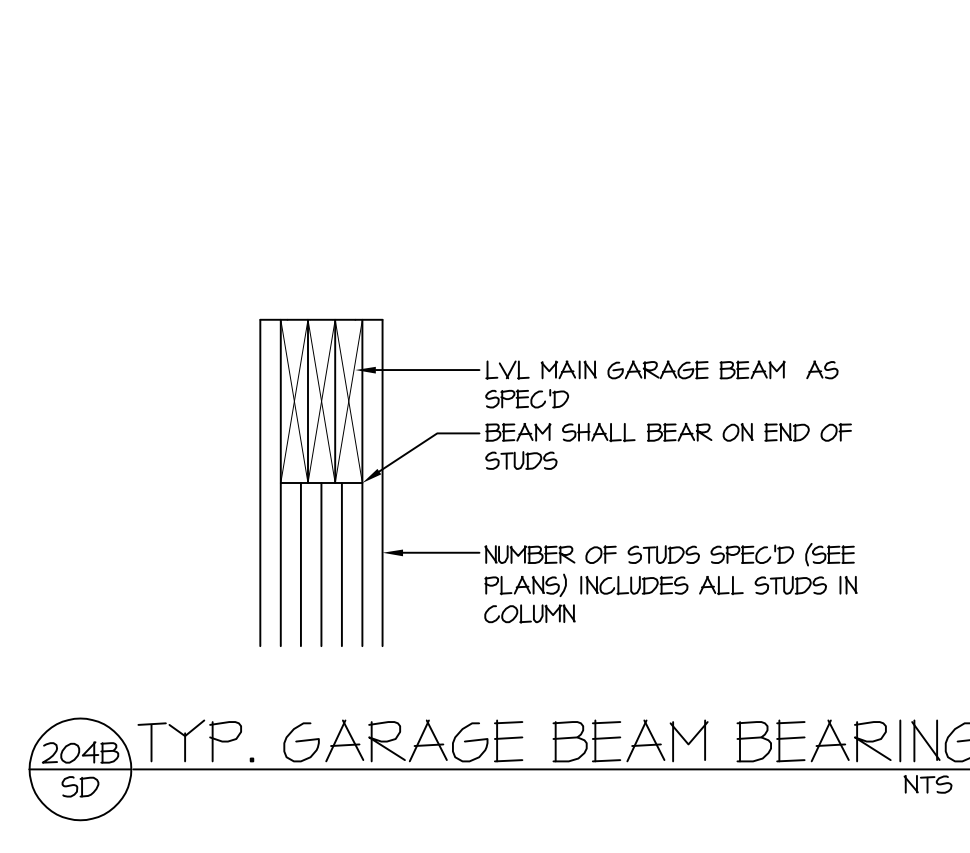 LVL MAIN GARAGE BEAM AS
SPEC'D
BEAM SHALL BEAR ON END OF
STUDS
NUMBER OF STUDS SPEC'D (SEE
PLANS) INCLUDES ALL STUDS IN
COLUMN
204B
SD
TYP. GARAGE BEAM BEARING
NTS